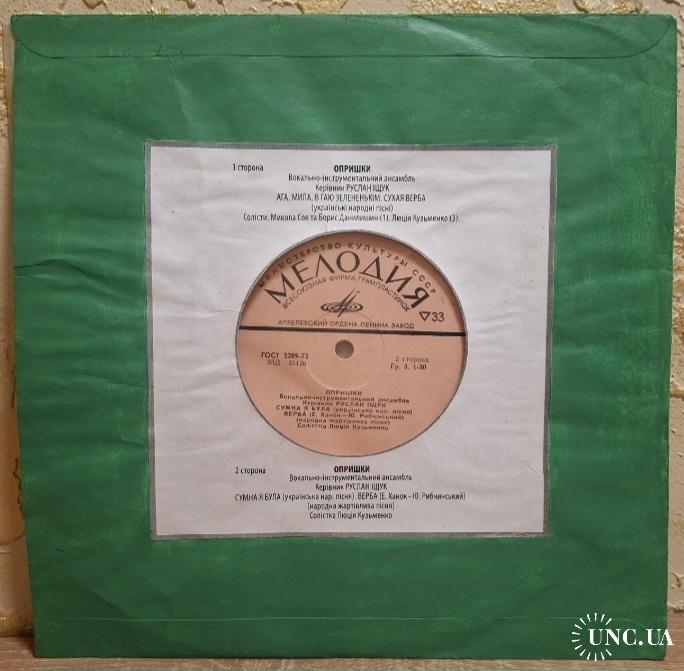 1 сторона
ОПРИШКИ
Вокально-інструментальний ансамбль
Керівник РУСЛАН ІЩУК
АГА, МИЛА. В ГАЮ ЗЕЛЕНЕНЬКІМ. СУХАЯ ВЕРБА
(українські народні пісні)
Солісти: Микола Соя та Борис Данилишин (1). Люція Кузьменко (3).
МИНИСТЕРСТВО КУЛЬТУРЫ СССР
МЕЛОДИЯ
ВСЕСОЮЗНАЯ ФИРМА ГРАМПЛАСТИНОК
33
АПРЕЛЕВСКИЙ ОРДЕНА ЛЕНИНА ЗАВОД
ГОСТ 5289-73
33Д
2 сторона
Гр. 3. 1-30
ОПРИШКИ
Вокально-інструментальний ансамбль
Керівник РУСЛАН ІЩУК
СУМНА Я БУЛА (українська нар. пісня)
ВЕРБА (Е. Ханок — Ю. Рибчинський)
(народна жартівлива пісня)
Солістка Люція Кузьменко
2 сторона
ОПРИШКИ
Вокально-інструментальний ансамбль
Керівник РУСЛАН ІЩУК
СУМНА Я БУЛА (українська нар. пісня). ВЕРБА (Е. Ханок - Ю. Рибчинський)
(народна жартівлива пісня)
Солістка Люція Кузьменко
UNC.UA